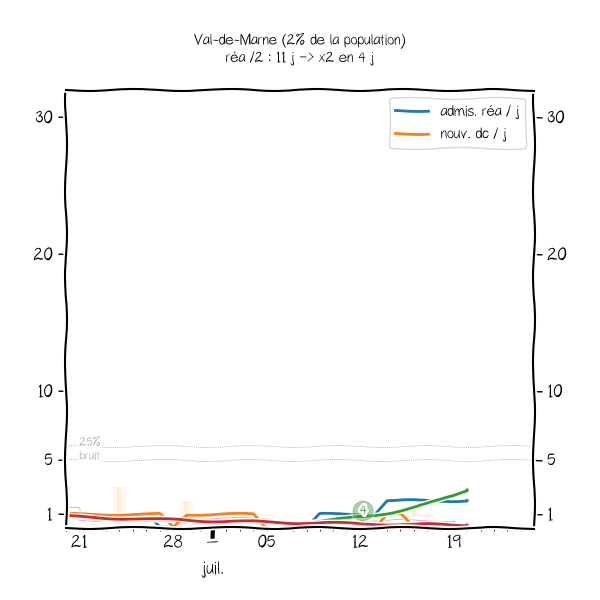 Val-de-Marne (2% de la population)
réa /2 : 11 j -> x2 en 4 j
admis. réa / j
nouv. dc / j
30
30
20
20
10
10
25%
bruit
5
5
4
1
1
21
28
05
12
19
juil.